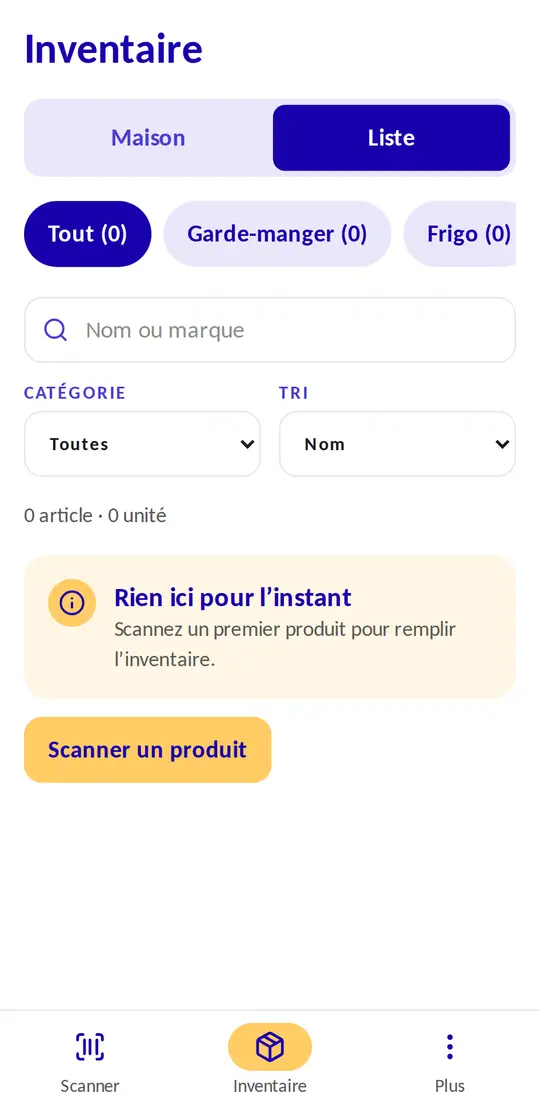 Inventaire
Maison
Liste
Tout (0)
Garde-manger (0)
Frigo (0)
Nom ou marque
CATÉGORIE
TRI
Toutes
Nom
0 article · 0 unité
Rien ici pour l’instant
Scannez un premier produit pour remplir
l’inventaire.
Scanner un produit
Scanner
Inventaire
Plus